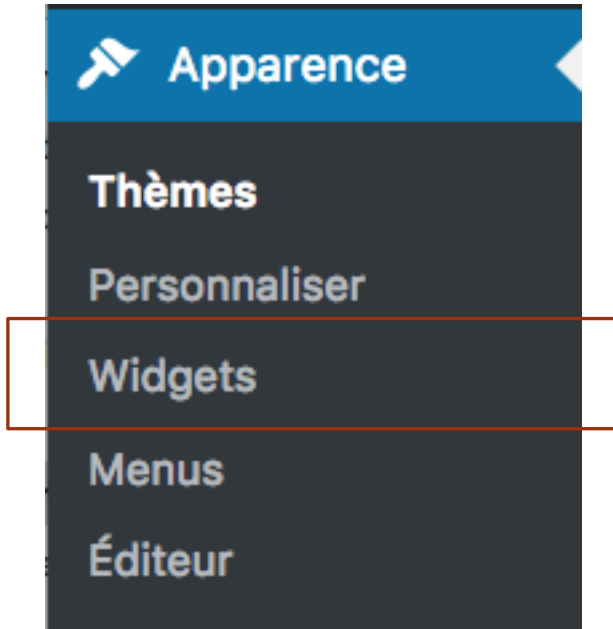 Apparence
Thèmes
Personnaliser
Widgets
Menus
Éditeur